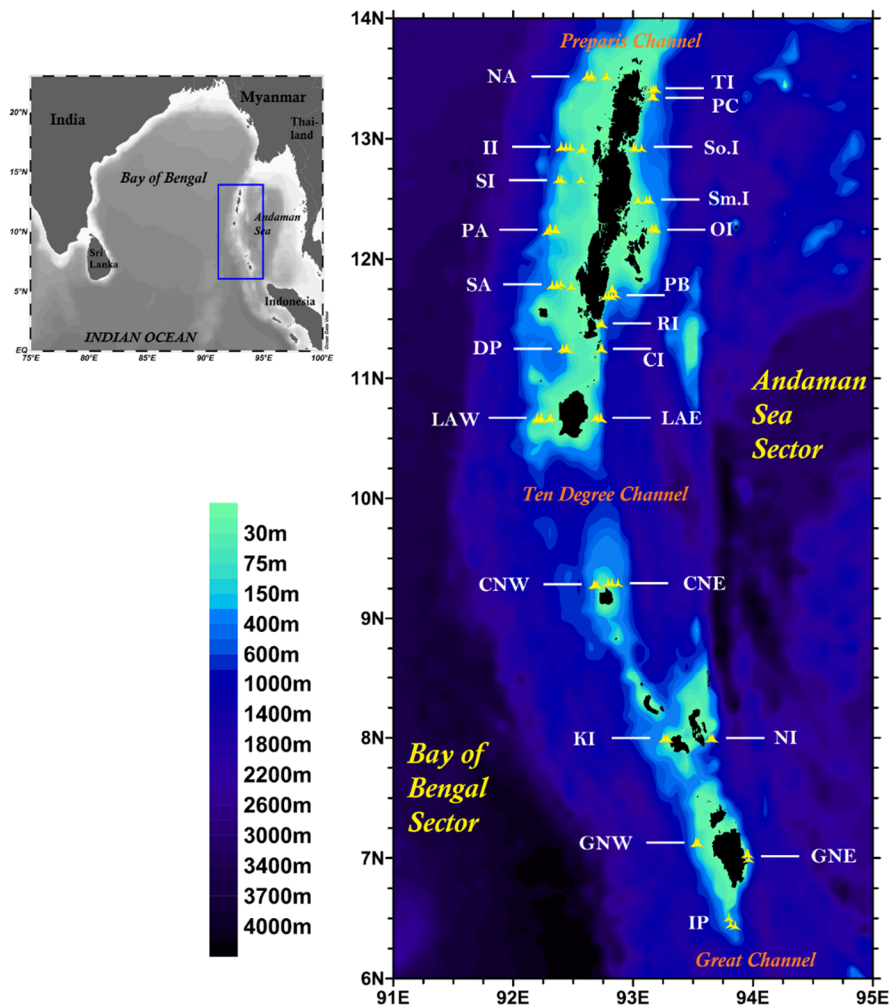 India
Myanmar
Thai-
land
Bay of Bengal
Andaman
Sea
Sri
Lanka
Indonesia
INDIAN OCEAN
20°N
15°N
10°N
5°N
EQ
75°E
80°E
85°E
90°E
95°E
100°E
Ocean Data View
30m
75m
150m
400m
600m
1000m
1400m
1800m
2200m
2600m
3000m
3400m
3700m
4000m
14N
13N
12N
11N
10N
9N
8N
7N
6N
91E
92E
93E
94E
95E
Preparis Channel
NA
TI
PC
II
So.I
SI
Sm.I
PA
OI
SA
PB
RI
DP
CI
LAW
LAE
Andaman
Sea
Sector
Ten Degree Channel
CNW
CNE
KI
NI
Bay of
Bengal
Sector
GNW
GNE
IP
Great Channel